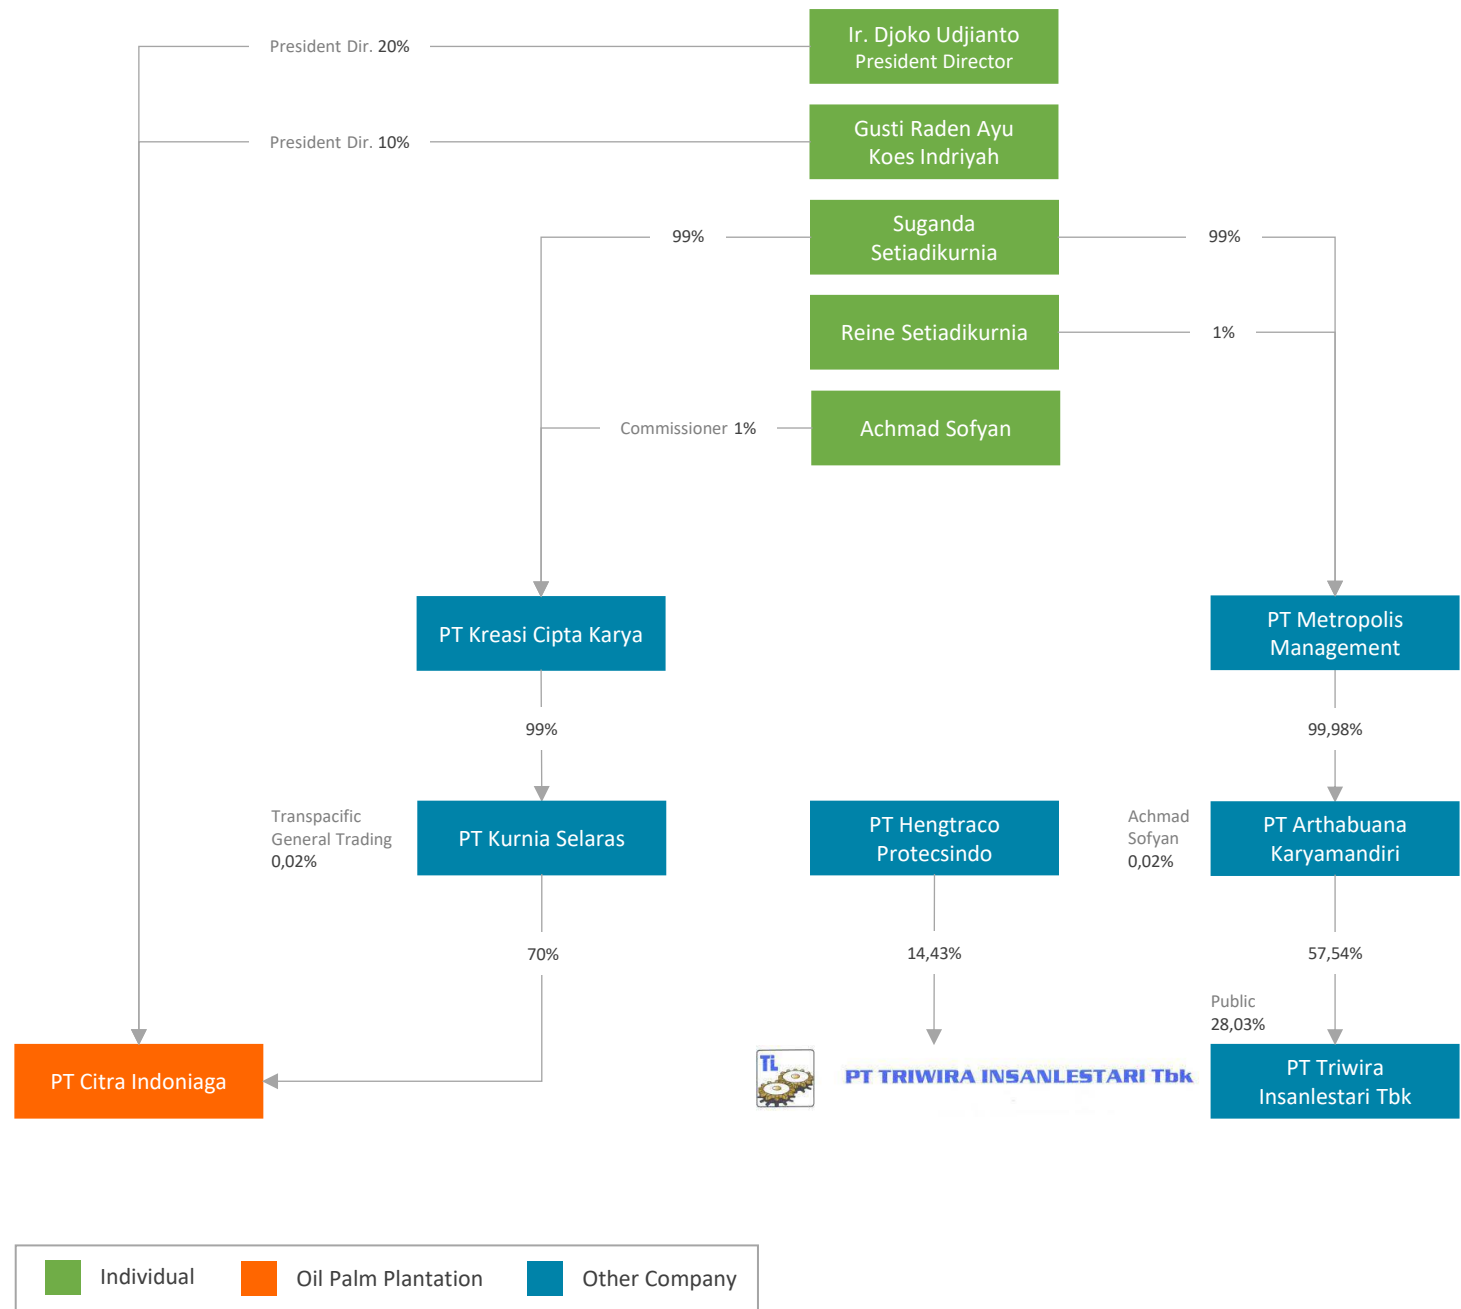 Ir. Djoko Udjianto
President Director
President Dir. 20%
Gusti Raden Ayu
Koes Indriyah
President Dir. 10%
Suganda
Setiadikurnia
99%
99%
Reine Setiadikurnia
1%
Achmad Sofyan
Commissioner 1%
PT Kreasi Cipta Karya
PT Metropolis
Management
99%
99,98%
Transpacific
General Trading
0,02%
PT Kurnia Selaras
PT Hengtraco
Protecsindo
Achmad
Sofyan
0,02%
PT Arthabuana
Karyamandiri
70%
14,43%
57,54%
Public
28,03%
PT Citra Indoniaga
TiL
PT TRIWIRA INSANLESTARI Tbk
PT Triwira
Insanlestari Tbk
Individual
Oil Palm Plantation
Other Company